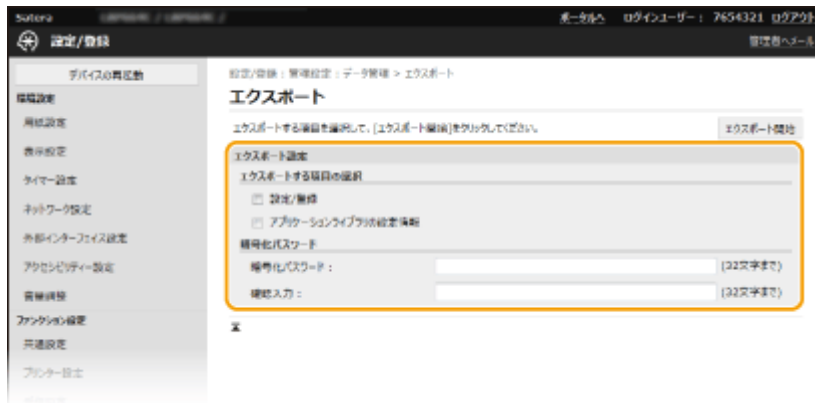 Satera
ポータルへ ログインユーザー： 7654321 ログアウト
設定/登録
管理者へメール
デバイスの再起動
環境設定
用紙設定
表示設定
タイマー設定
ネットワーク設定
外部インターフェイス設定
アクセシビリティー設定
音量調整
ファンクション設定
共通設定
プリンター設定
設定/登録：管理設定：データ管理 > エクスポート
エクスポート
エクスポートする項目を選択して、[エクスポート開始]をクリックしてください。
エクスポート開始
エクスポート設定
エクスポートする項目の選択
設定/登録
アプリケーションライブラリの設定情報
暗号化パスワード
暗号化パスワード：
(32文字まで)
確認入力：
(32文字まで)